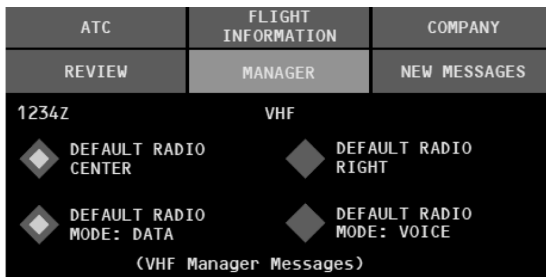 ATC
FLIGHT
INFORMATION
COMPANY
REVIEW
MANAGER
NEW MESSAGES
1234Z
VHF
DEFAULT RADIO
CENTER
DEFAULT RADIO
RIGHT
DEFAULT RADIO
MODE: DATA
DEFAULT RADIO
MODE: VOICE
(VHF Manager Messages)